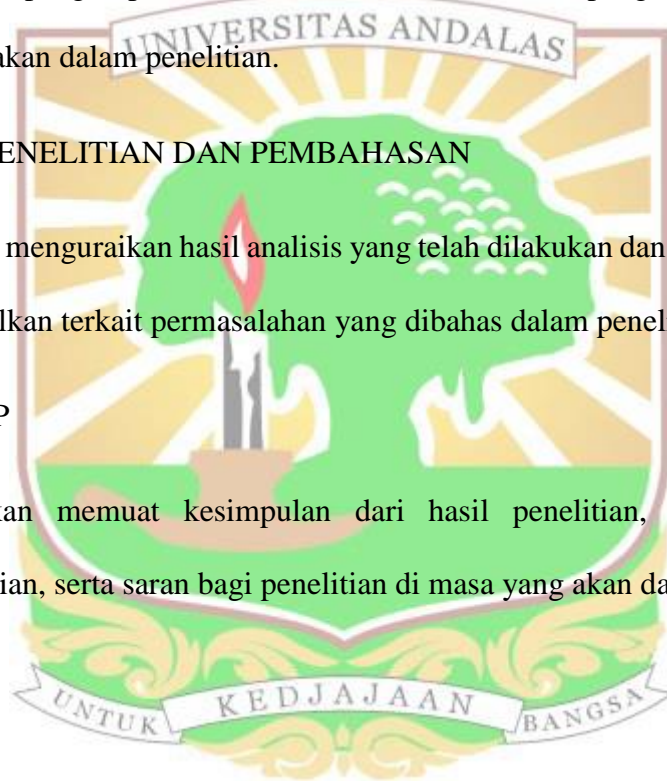 UNIVERSITAS ANDALAS
akan dalam penelitian.
ENELITIAN DAN PEMBAHASAN
menguraikan hasil analisis yang telah dilakukan dan
lkan terkait permasalahan yang dibahas dalam penel
P
kan memuat kesimpulan dari hasil penelitian,
ian, serta saran bagi penelitian di masa yang akan da
UNTUK KEDJAJAAN BANGSA